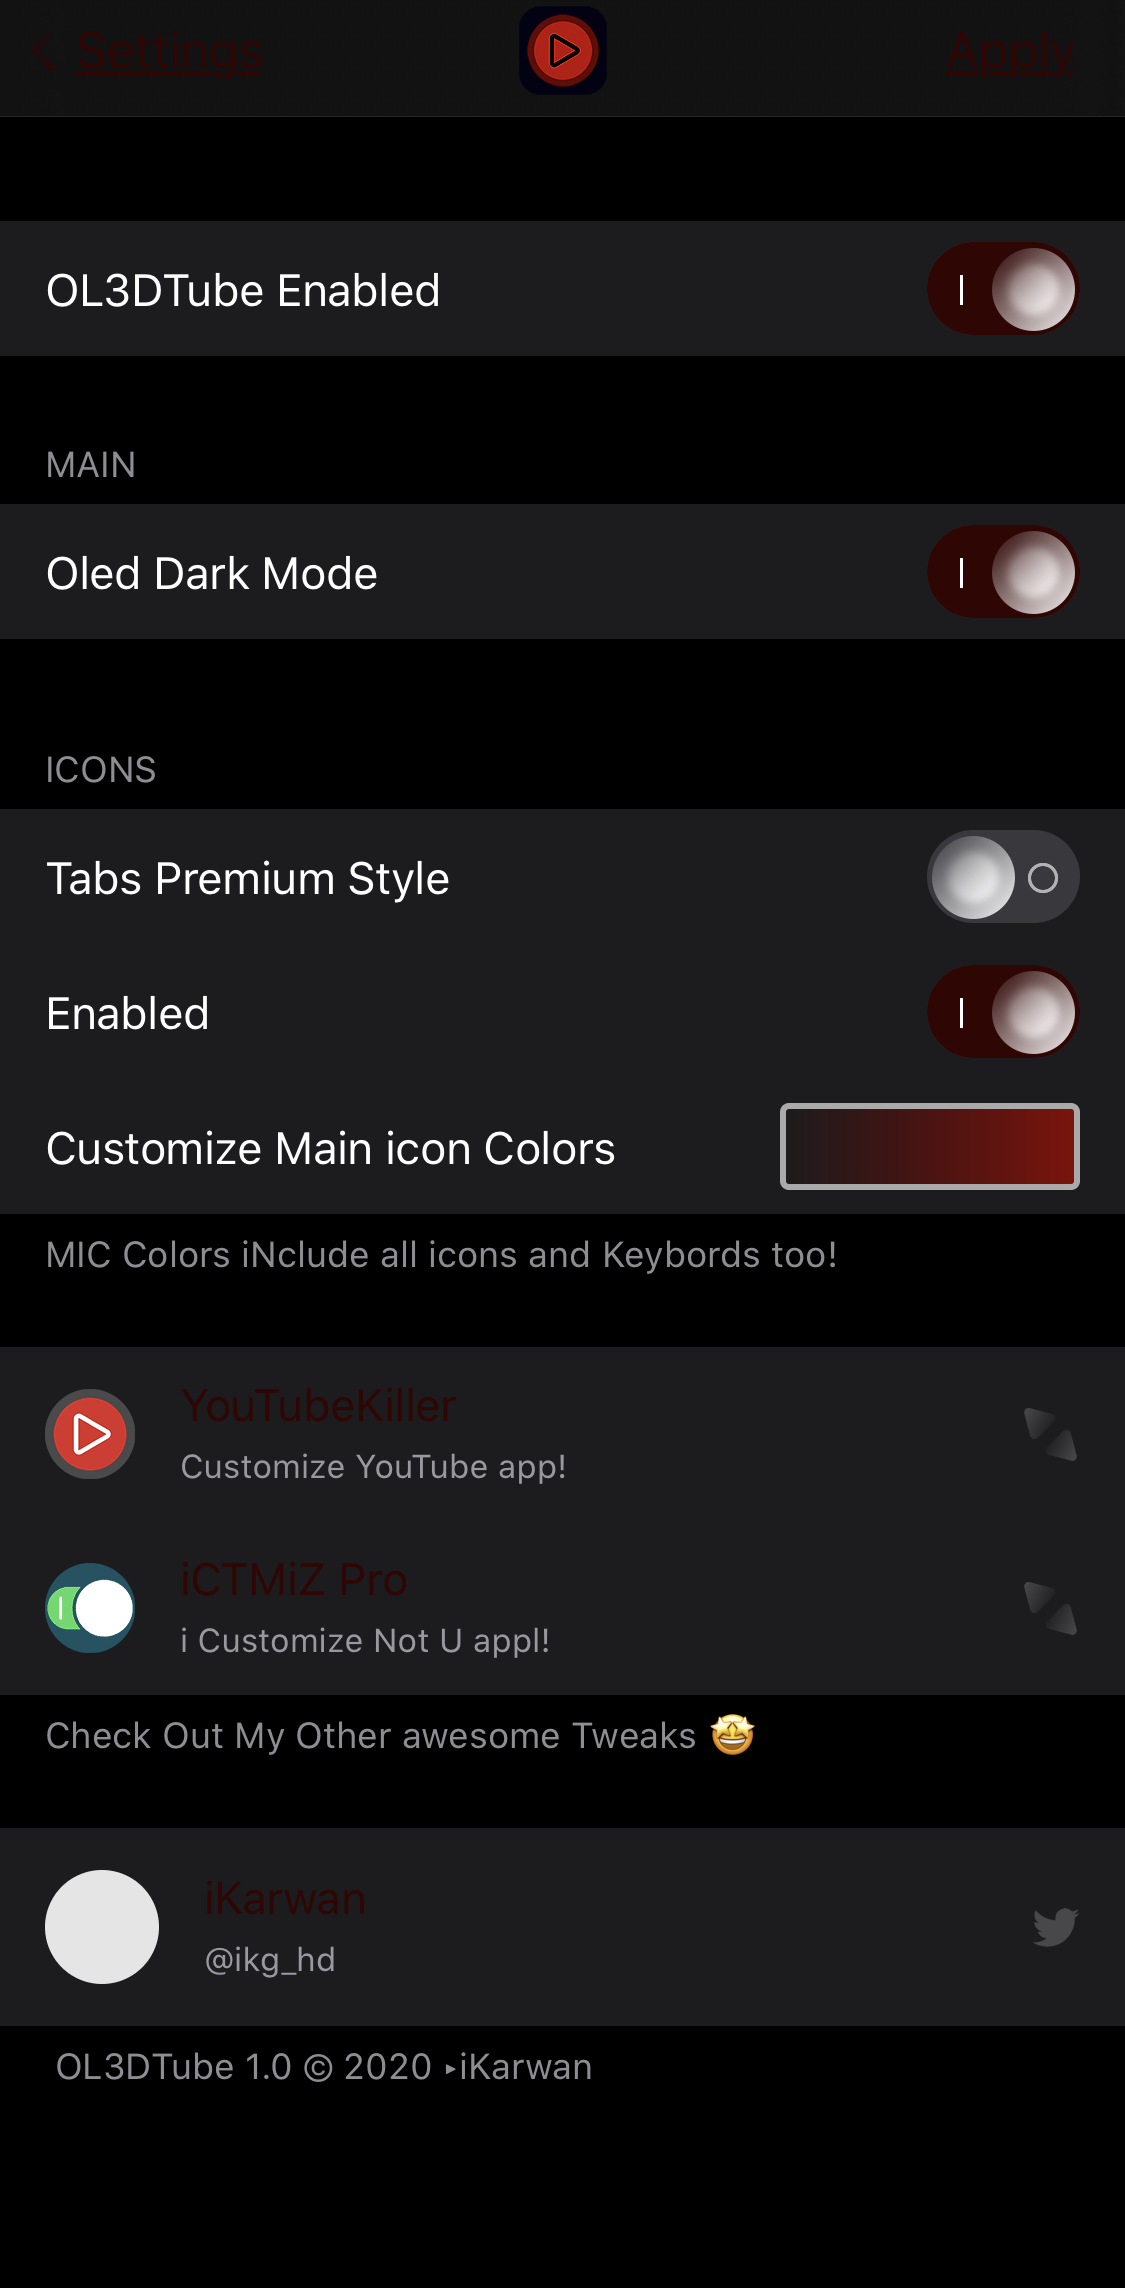 Settings
Apply
OL3DTube Enabled
MAIN
Oled Dark Mode
ICONS
Tabs Premium Style
Enabled
Customize Main icon Colors
MIC Colors iNclude all icons and Keybords too!
YouTubeKiller
Customize YouTube app!
iCTMiZ Pro
i Customize Not U appl!
Check Out My Other awesome Tweaks 🤩
iKarwan
@ikg_hd
OL3DTube 1.0 © 2020 ‣iKarwan